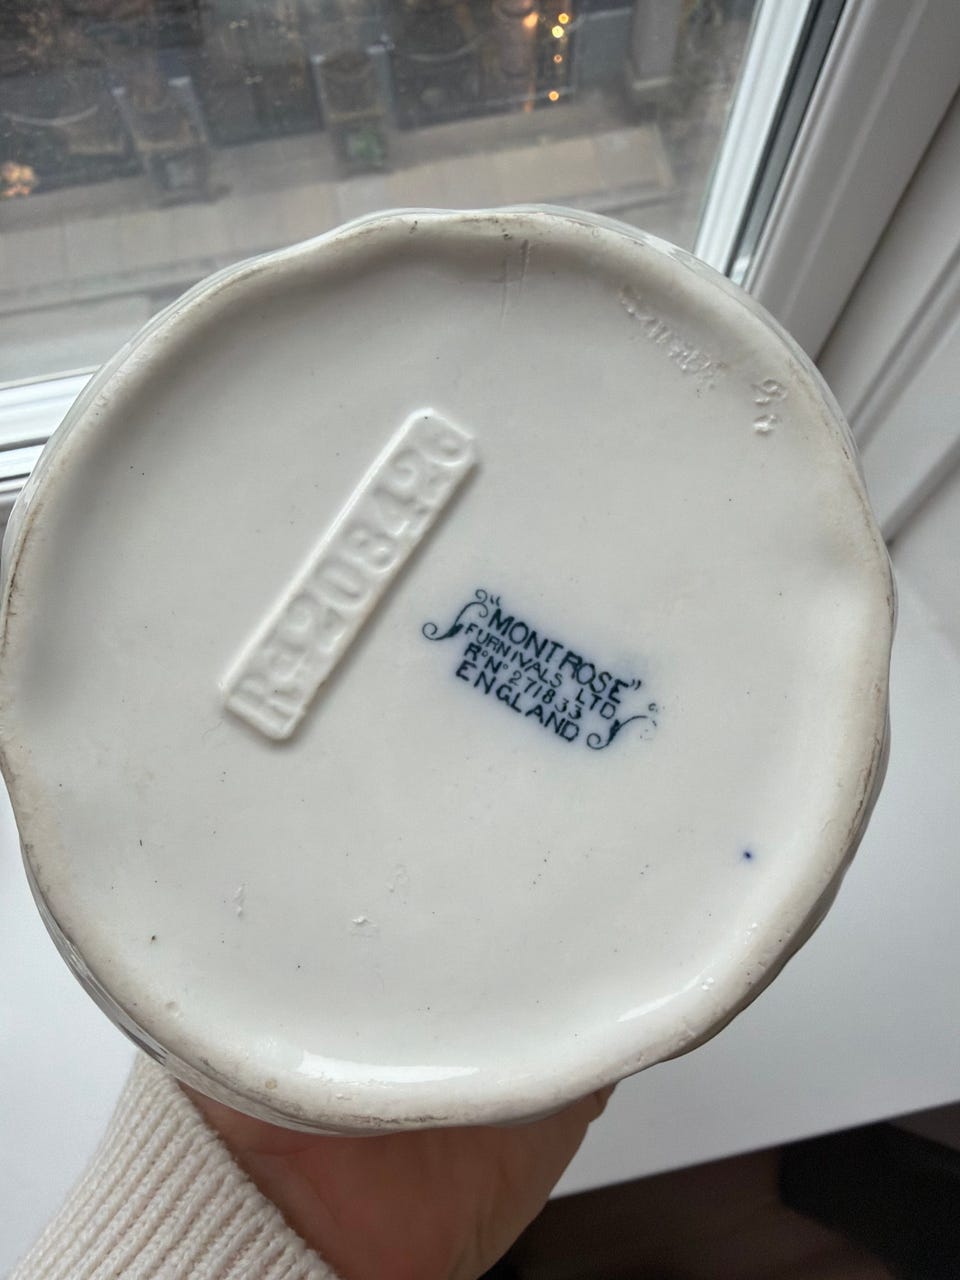 Rd 208426
"MONTROSE"
FURNIVALS LTD
Rᴰ Nº 271833
ENGLAND